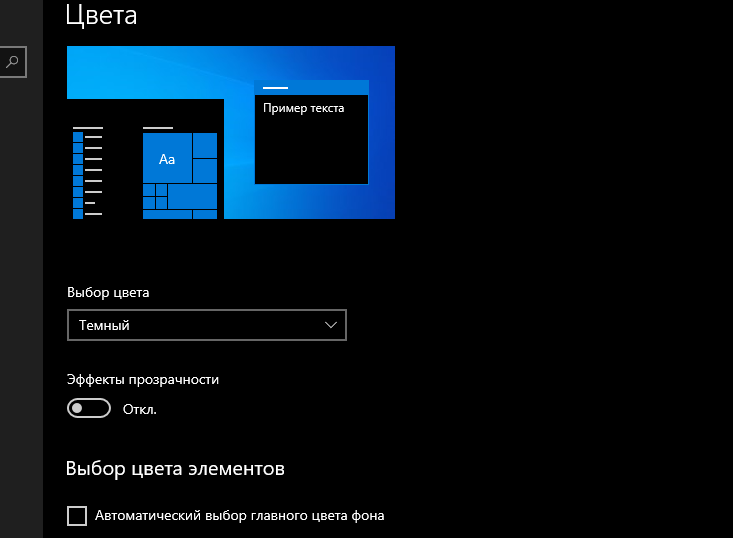 Цвета
Пример текста
Aa
Выбор цвета
Темный
Эффекты прозрачности
Откл.
Выбор цвета элементов
Автоматический выбор главного цвета фона